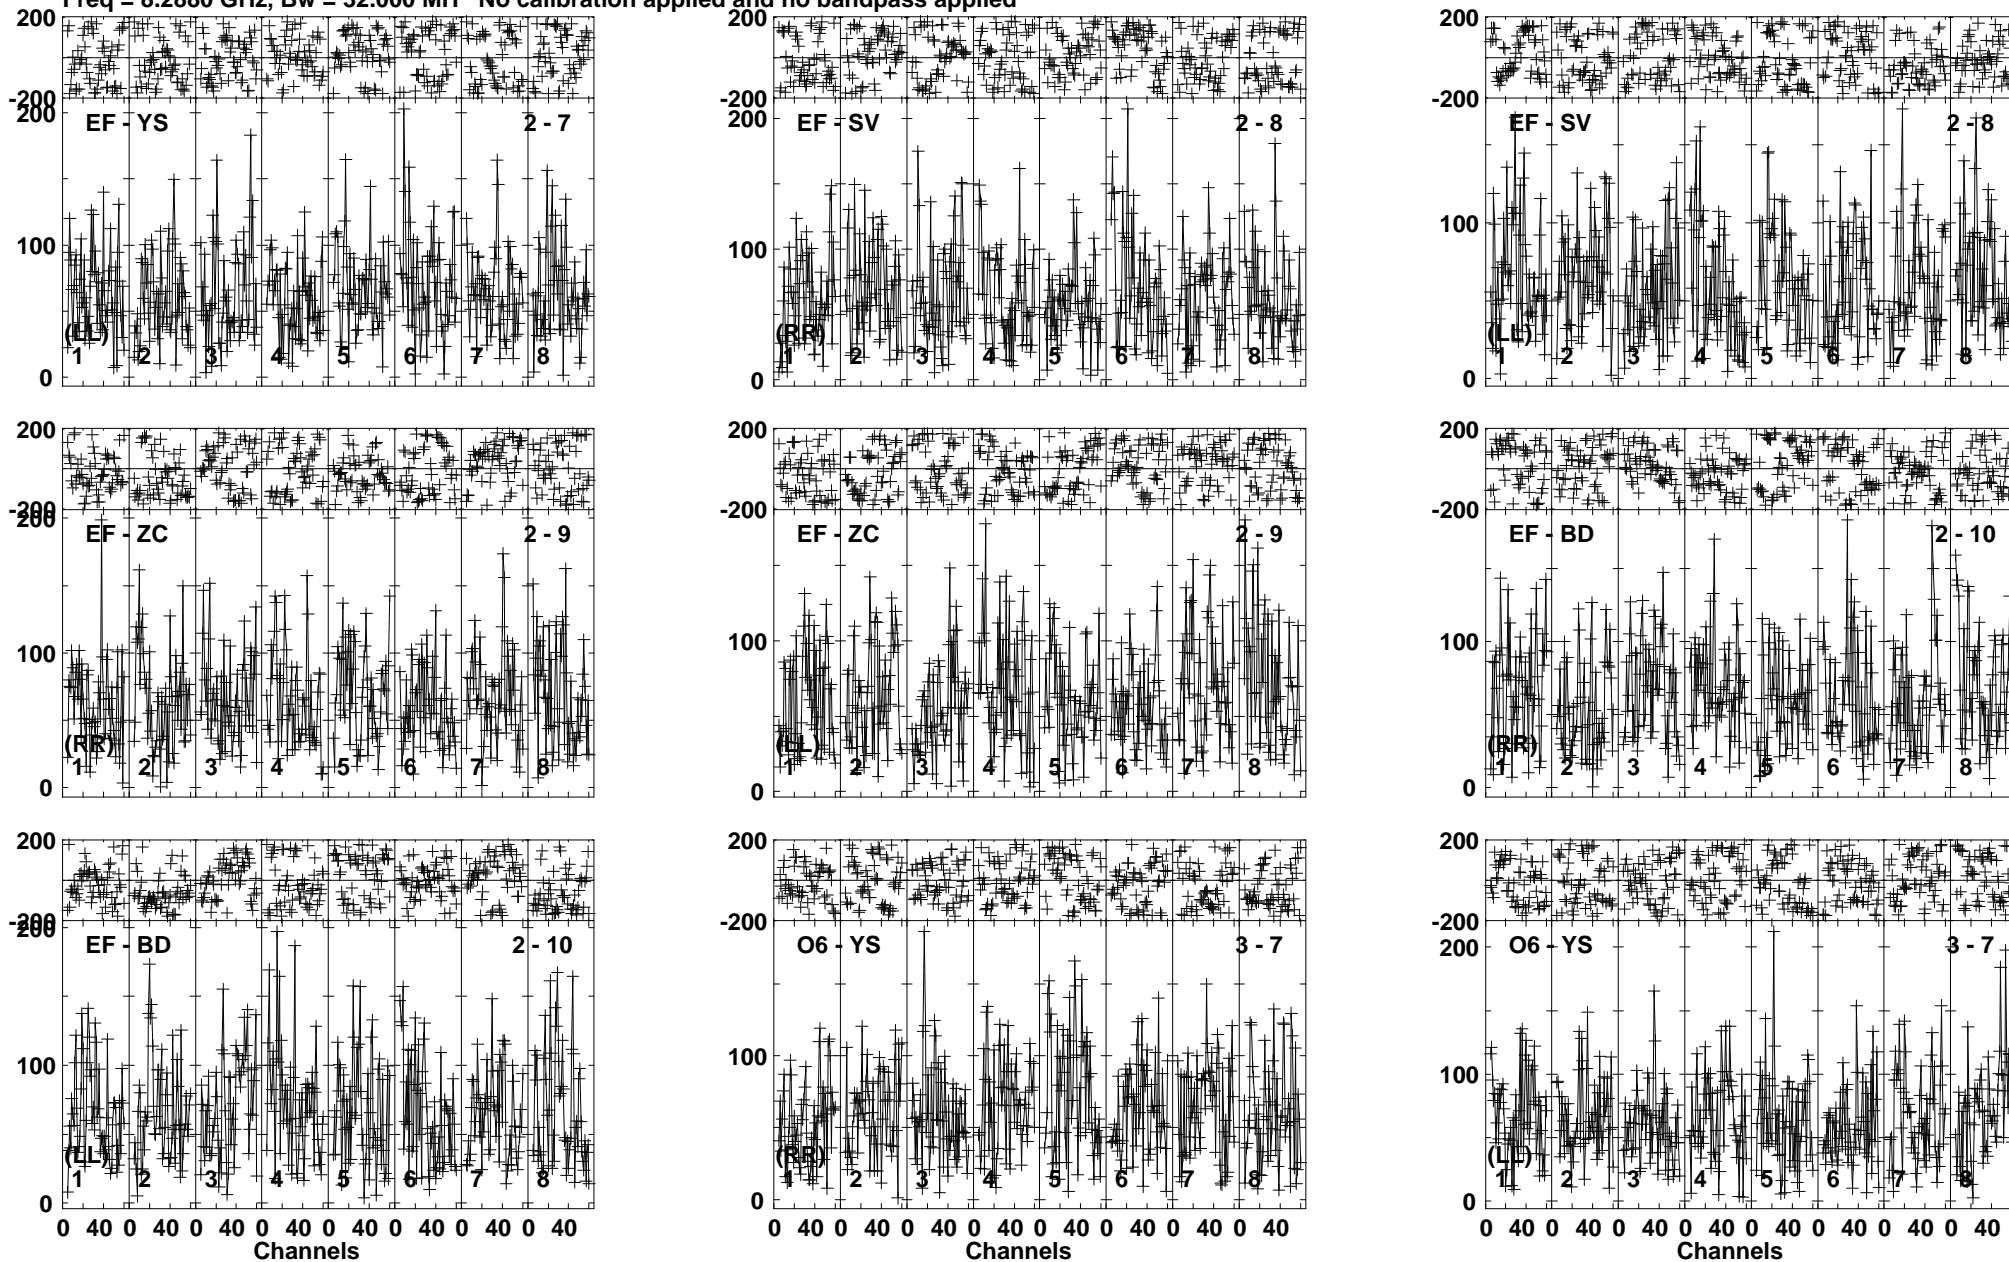 Freq = 8.2880 GHz, Bw = 32.000 MH No calibration applied and no bandpass applied
200 200 200
-200 -200 -200
200 EF - YS 2 - 7 200 EF - SV 2 - 8 EF - SV 2 - 8
100 100 100
(LL) (RR) (LL)
1 2 3 4 5 6 7 8 1 2 3 4 5 6 7 8 1 2 3 4 5 6 7 8
0 0 0
200 200 200
-200 -200 -200
200 EF - ZC 2 - 9 EF - ZC 2 - 9 EF - BD 2 - 10
100 100 100
(RR) (LL) (RR)
1 2 3 4 5 6 7 8 1 2 3 4 5 6 7 8 1 2 3 4 5 6 7 8
0 0 0
200 200 200
-200 -200 -200
200 EF - BD 2 - 10 O6 - YS 3 - 7 200 O6 - YS 3 - 7
100 100 100
(LL) (RR) (LL)
1 2 3 4 5 6 7 8 1 2 3 4 5 6 7 8 1 2 3 4 5 6 7 8
0 0 0
0 40 0 40 0 40 0 40 0 40 0 40 0 40 0 40 0 40 0 40 0 40 0 40 0 40 0 40 0 40 0 40 0 40 0 40 0 40 0 40 0 40 0 40 0 40 0 40
Channels Channels Channels